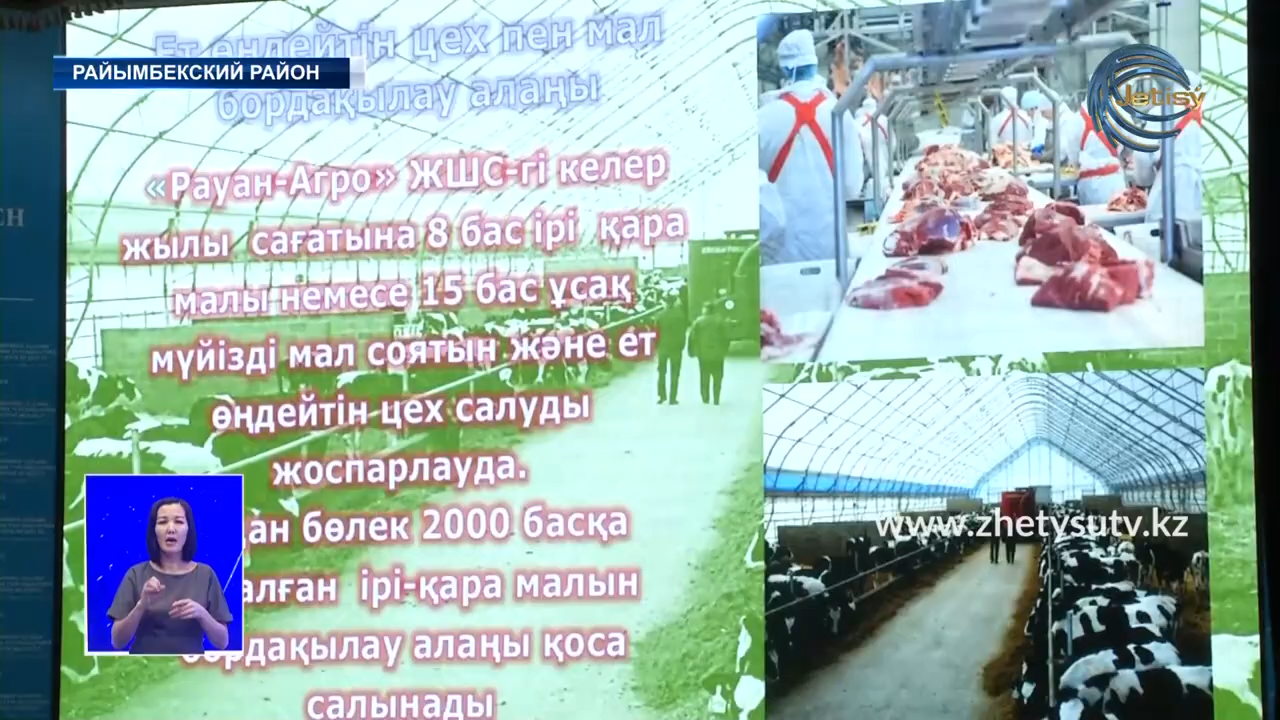 РАЙЫМБЕКСКИЙ РАЙОН
Ет өңдейтін цех пен мал
бордақылау алаңы
Jetisy
«Рауан-Агро» ЖШС-гі келер
жылы сағатына 8 бас ірі қара
малы немесе 15 бас ұсақ
мүйізді мал соятын және ет
өңдейтін цех салуды
жоспарлауда.
бөлек 2000 басқа
ірі-қара малын
бордақылау алаңы қоса
салынады
www.zhetysutv.kz